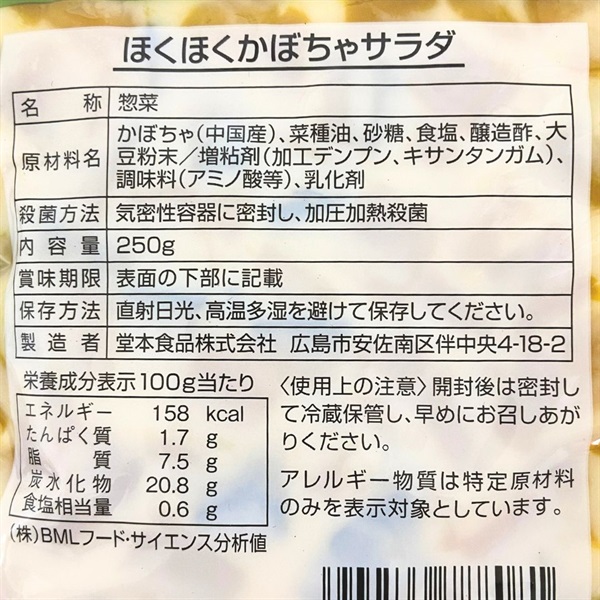 ほくほくかぼちゃサラダ
名称 惣菜
原材料名 かぼちゃ(中国産)、菜種油、砂糖、食塩、醸造酢、大
豆粉末／増粘剤(加工デンプン、キサンタンガム)、
調味料(アミノ酸等)、乳化剤
殺菌方法 気密性容器に密封し、加圧加熱殺菌
内容量 250g
賞味期限 表面の下部に記載
保存方法 直射日光、高温多湿を避けて保存してください。
製造者 堂本食品株式会社 広島市安佐南区伴中央4-18-2
栄養成分表示100g当たり
エネルギー 158 kcal
たんぱく質 1.7 g
脂質 7.5 g
炭水化物 20.8 g
食塩相当量 0.6 g
(株)BMLフード・サイエンス分析値
〈使用上の注意〉開封後は密封し
て冷蔵保管し、早めにお召しあが
りください。
アレルギー物質は特定原材料
のみを表示対象としています。